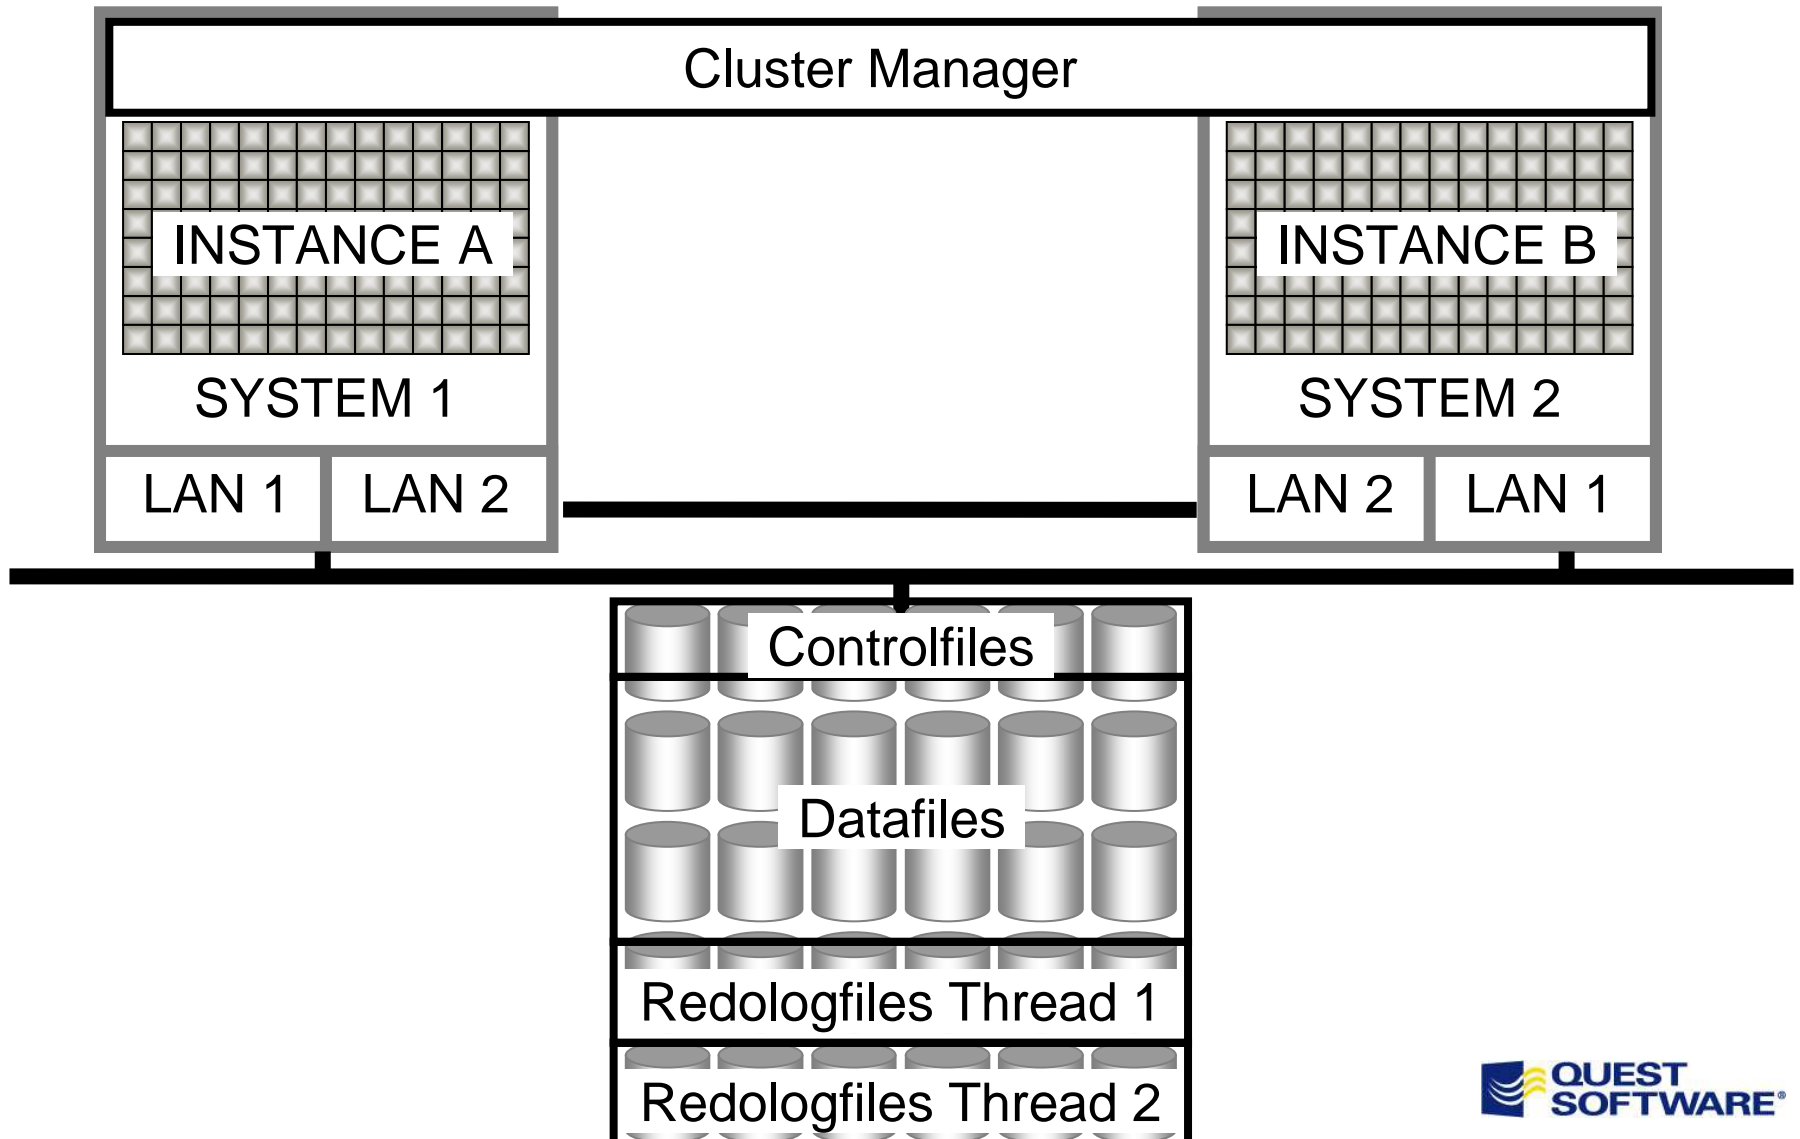 Cluster Manager
INSTANCE A
INSTANCE B
SYSTEM 1
SYSTEM 2
LAN 1
LAN 2
LAN 2
LAN 1
Controlfiles
Datafiles
Redologfiles Thread 1
Redologfiles Thread 2
QUEST
SOFTWARE®